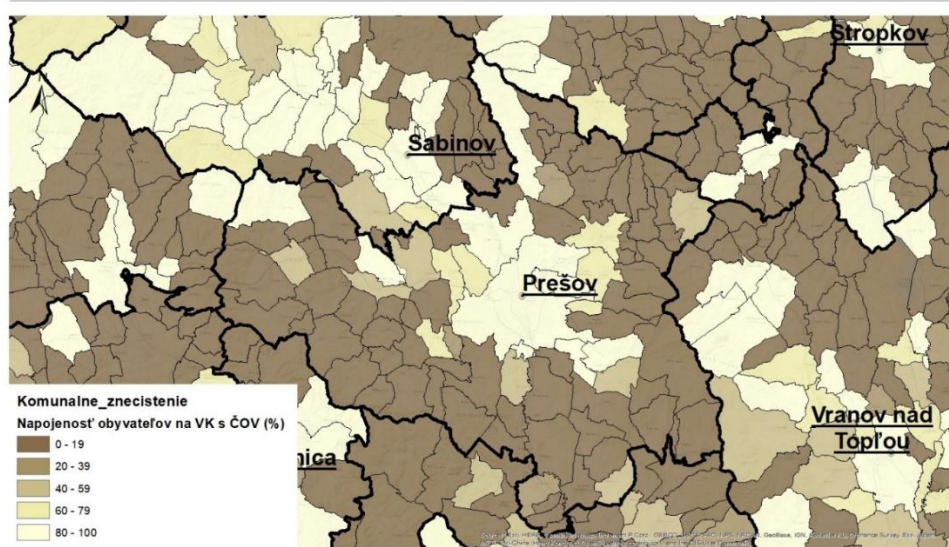 Stropkov
Sabinov
Prešov
Vranov nad
Topľou
nica
Komunalne_znecistenie
Napojenosť obyvateľov na VK s ČOV (%)
0 - 19
20 - 39
40 - 59
60 - 79
80 - 100